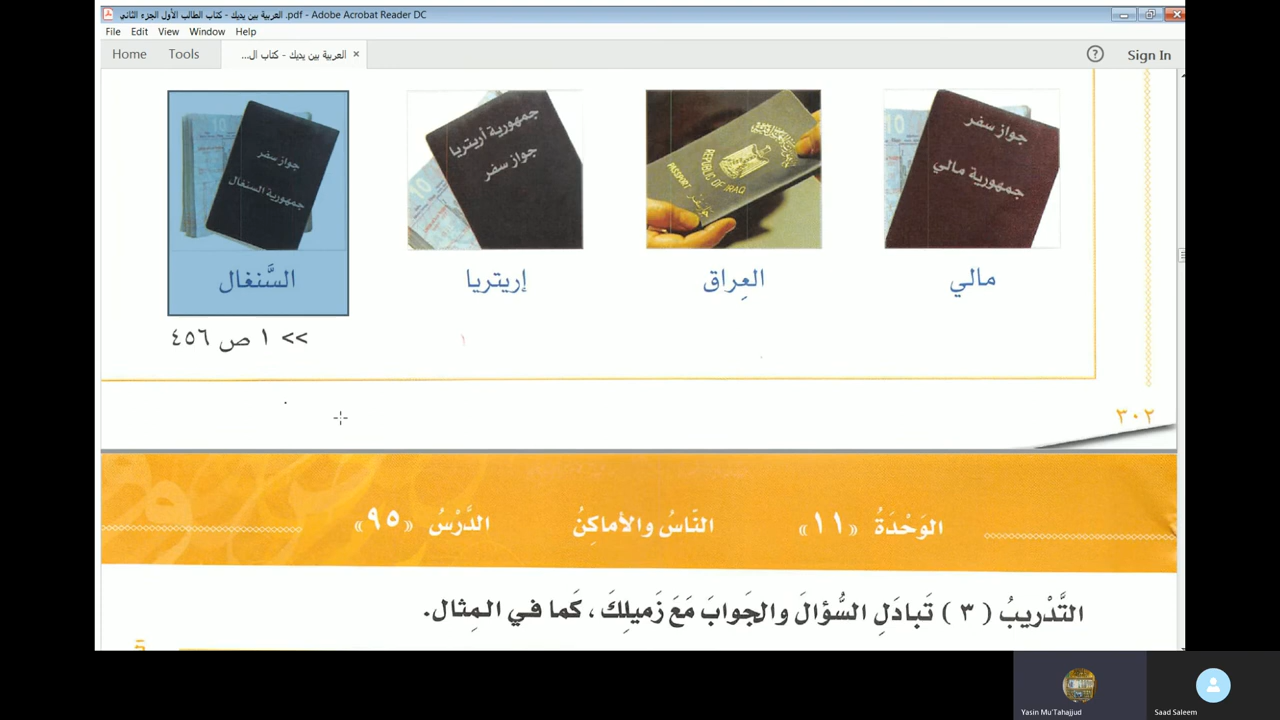 العربية بين يديك - كتاب الطالب الأول الجزء الثاني .pdf - Adobe Acrobat Reader DC
File Edit View Window Help
Home Tools العربية بين يديك - كتاب ال... × ? Sign In
جواز سفر
جمهورية مالي
REPUBLIC OF IRAQ
PASSPORT
جمهورية أريتريا
جواز سفر
جواز سفر
جمهورية السنغال
مالي
العِراق
إريتريا
السَّنغال
>> ١ ص ٤٥٦
٣٠٢
الوَحْدَةُ «١١» النّاسُ والأماكِنُ الدَّرْسُ «٩٥»
التَّدْرِيبُ ( ٣ ) تَبادَلِ السُّؤالَ والجَوابَ مَعَ زَميلِكَ ، كَما في المِثال.
Yasin Mu'Tahajjud
Saad Saleem